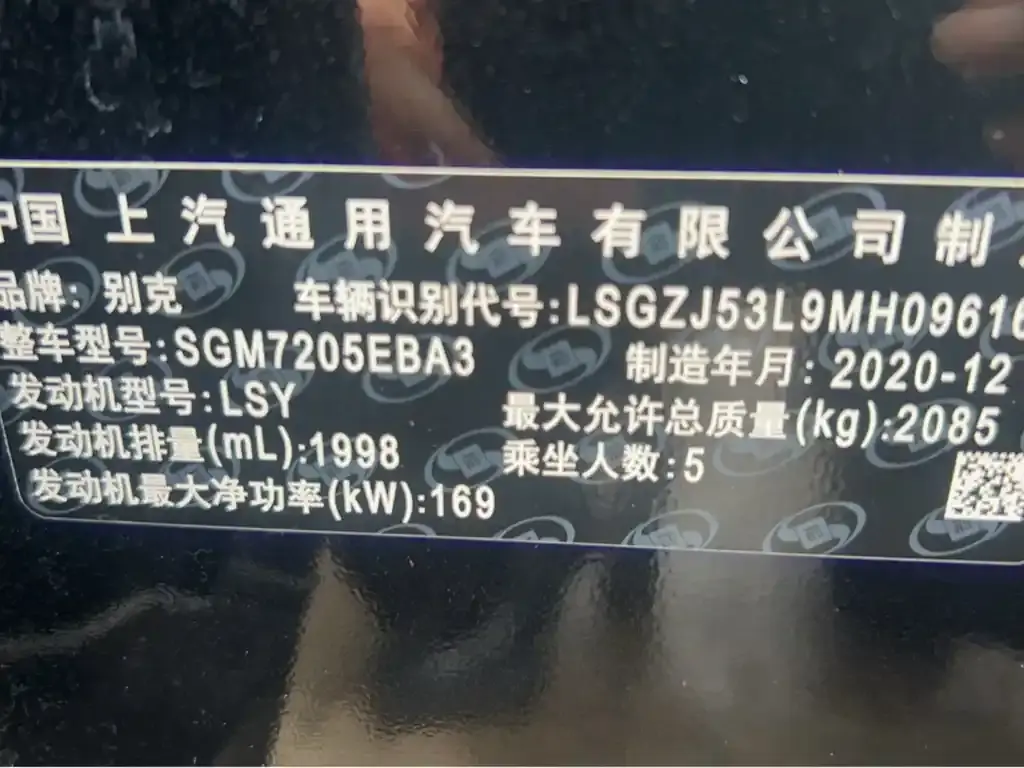 中国上汽通用汽车有限公司制
品牌: 别克 车辆识别代号:LSGZJ53L9MH09616
整车型号:SGM7205EBA3 制造年月: 2020-12
发动机型号:LSY 最大允许总质量(kg):2085
发动机排量(mL):1998 乘坐人数:5
发动机最大净功率(kW):169